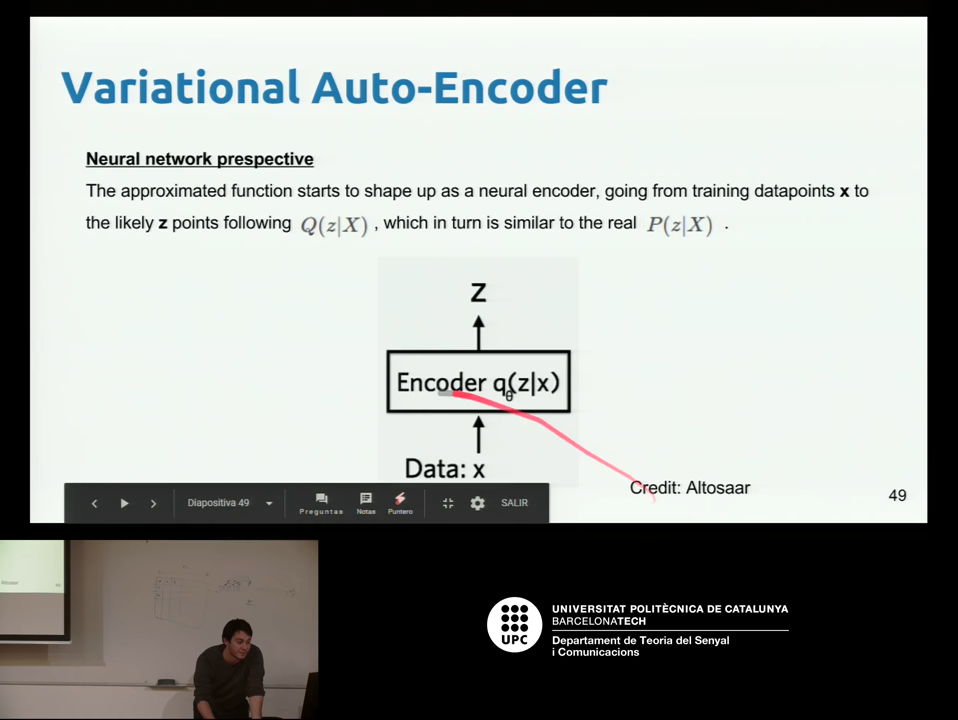 Variational Auto-Encoder
Neural network prespective
The approximated function starts to shape up as a neural encoder, going from training datapoints x to
the likely z points following Q(z|X) , which in turn is similar to the real P(z|X) .
Z
Encoder qθ(z|x)
Data: x
Credit: Altosaar
49
Diapositiva 49
Preguntas
Notas
Puntero
SALIR
UPC
UNIVERSITAT POLITÈCNICA DE CATALUNYA
BARCELONATECH
Departament de Teoria del Senyal
i Comunicacions